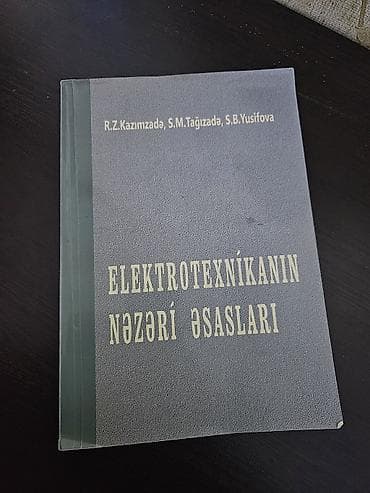 R.Z.Kazımzadə, S.M.Tağızadə, S.B.Yusifova
ELEKTROTEXNİKANIN
NƏZƏRİ ƏSASLARI